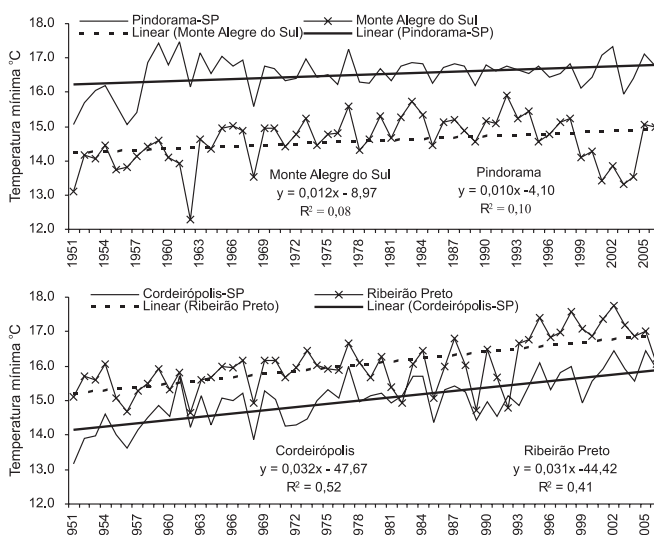 Pindorama-SP
Monte Alegre do Sul
Linear (Monte Alegre do Sul)
Linear (Pindorama-SP)
Temperatura mínima °C
18.0
17.0
16.0
15.0
14.0
13.0
12.0
Monte Alegre do Sul
y = 0,012x - 8,97
R² = 0,08
Pindorama
y = 0,010x -4,10
R² = 0,10
1951 1954 1957 1960 1963 1966 1969 1972 1975 1978 1981 1984 1987 1990 1993 1996 1999 2002 2005
Cordeirópolis-SP
Ribeirão Preto
Linear (Ribeirão Preto)
Linear (Cordeirópolis-SP)
Temperatura mínima °C
18.0
17.0
16.0
15.0
14.0
13.0
12.0
Cordeirópolis
y = 0,032x - 47,67
R² = 0,52
Ribeirão Preto
y = 0,031x -44,42
R² = 0,41
951 954 957 960 963 966 969 972 975 978 981 984 987 990 993 996 999 002 005